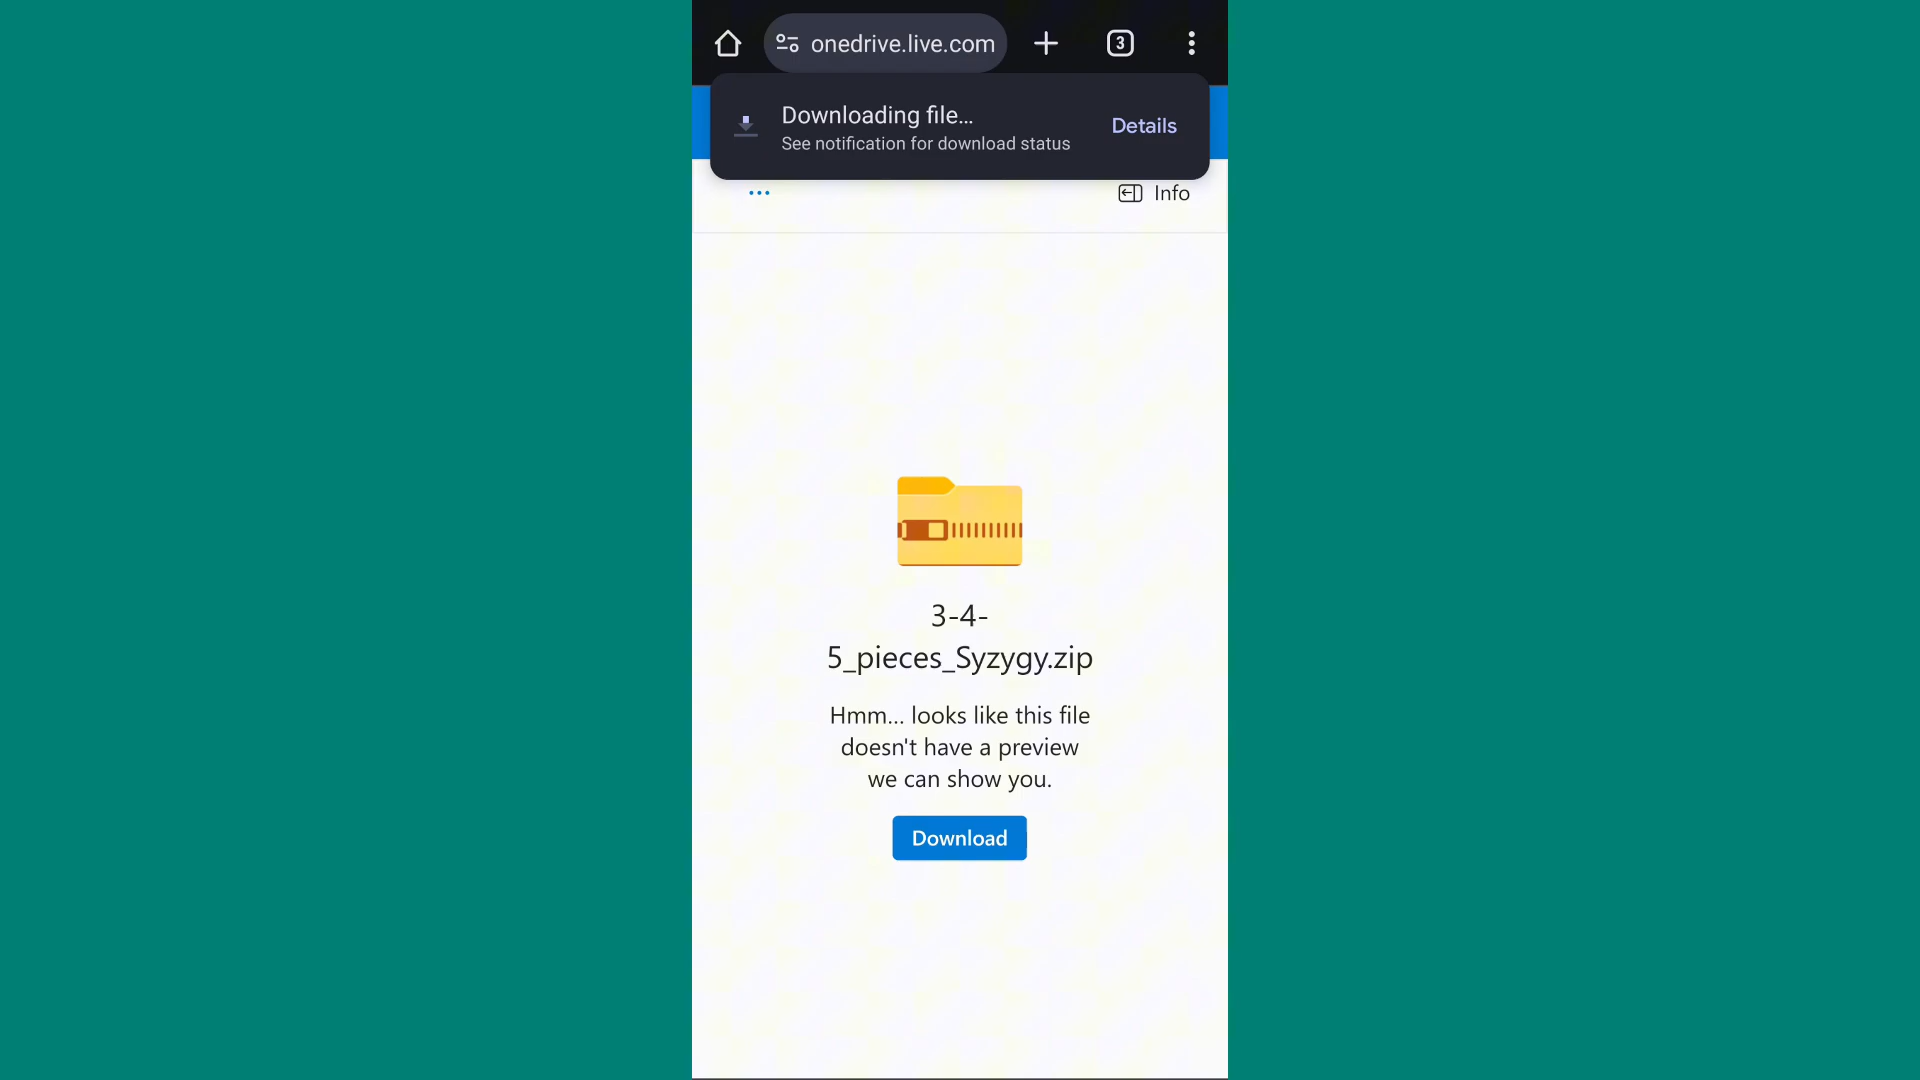 onedrive.live.com
3
Downloading file...
See notification for download status
Details
Info
3-4-
5_pieces_Syzygy.zip
Hmm... looks like this file
doesn't have a preview
we can show you.
Download